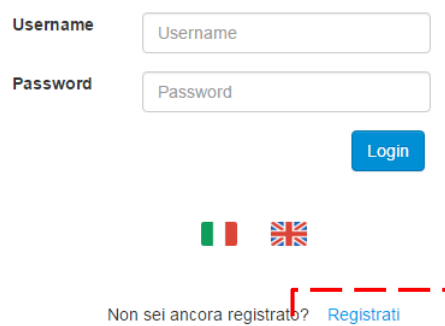 Username
Username
Password
Password
Login
Non sei ancora registrato? Registrati